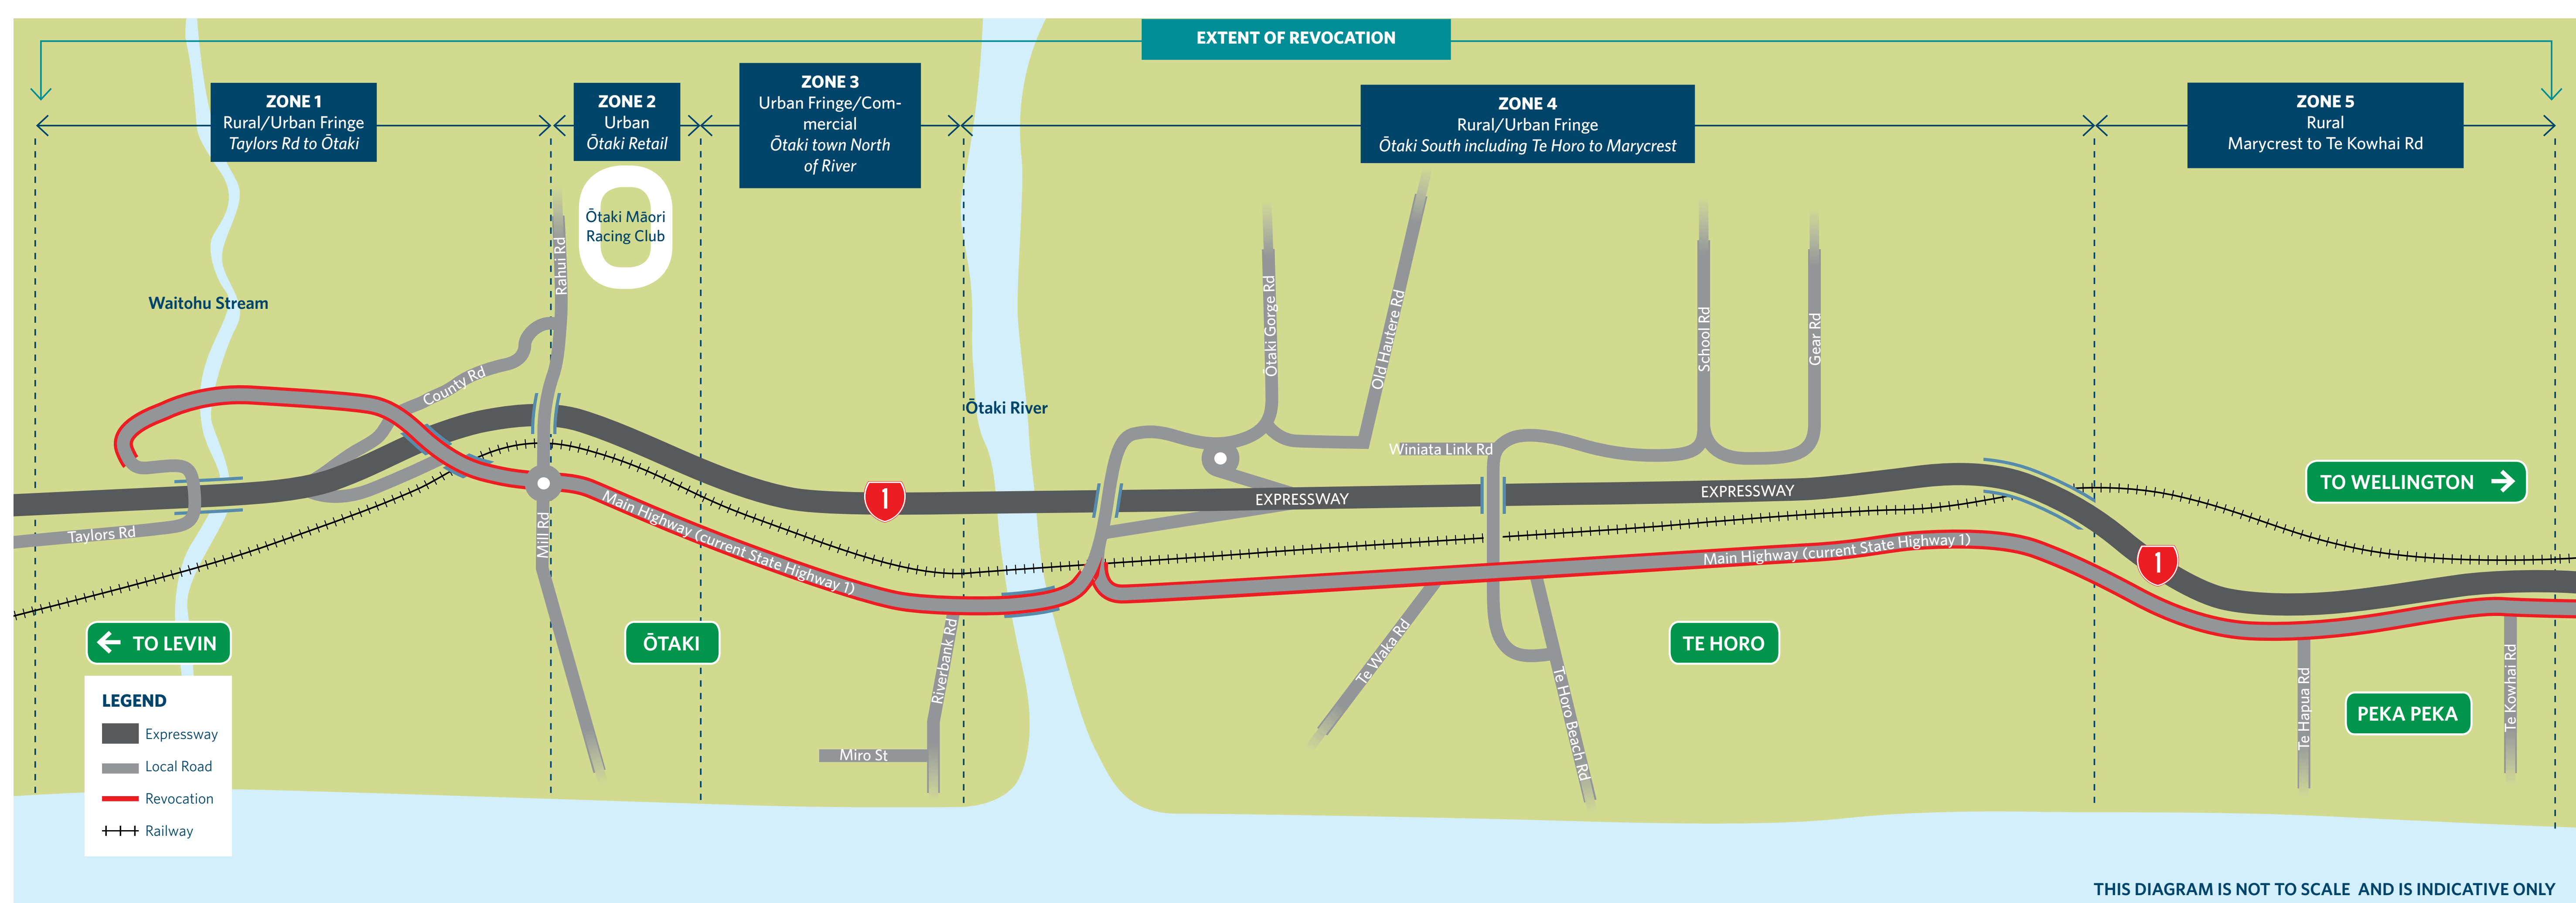 EXTENT OF REVOCATION
ZONE 1
Rural/Urban Fringe
Taylors Rd to Ōtaki
ZONE 2
Urban
Ōtaki Retail
ZONE 3
Urban Fringe/Com-
mercial
Ōtaki town North
of River
ZONE 4
Rural/Urban Fringe
Ōtaki South including Te Horo to Marycrest
ZONE 5
Rural
Marycrest to Te Kowhai Rd
Ōtaki Māori
Racing Club
Rahui Rd
Waitohu Stream
County Rd
Ōtaki River
Ōtaki Gorge Rd
Old Hautere Rd
School Rd
Gear Rd
Winiata Link Rd
TO WELLINGTON
EXPRESSWAY
EXPRESSWAY
1
1
Taylors Rd
Mill Rd
Main Highway (current State Highway 1)
Main Highway (current State Highway 1)
TO LEVIN
ŌTAKI
Riverbank Rd
Miro St
Te Waka Rd
Te Horo Beach Rd
TE HORO
Te Hapua Rd
PEKA PEKA
Te Kowhai Rd
LEGEND
Expressway
Local Road
Revocation
Railway
THIS DIAGRAM IS NOT TO SCALE AND IS INDICATIVE ONLY